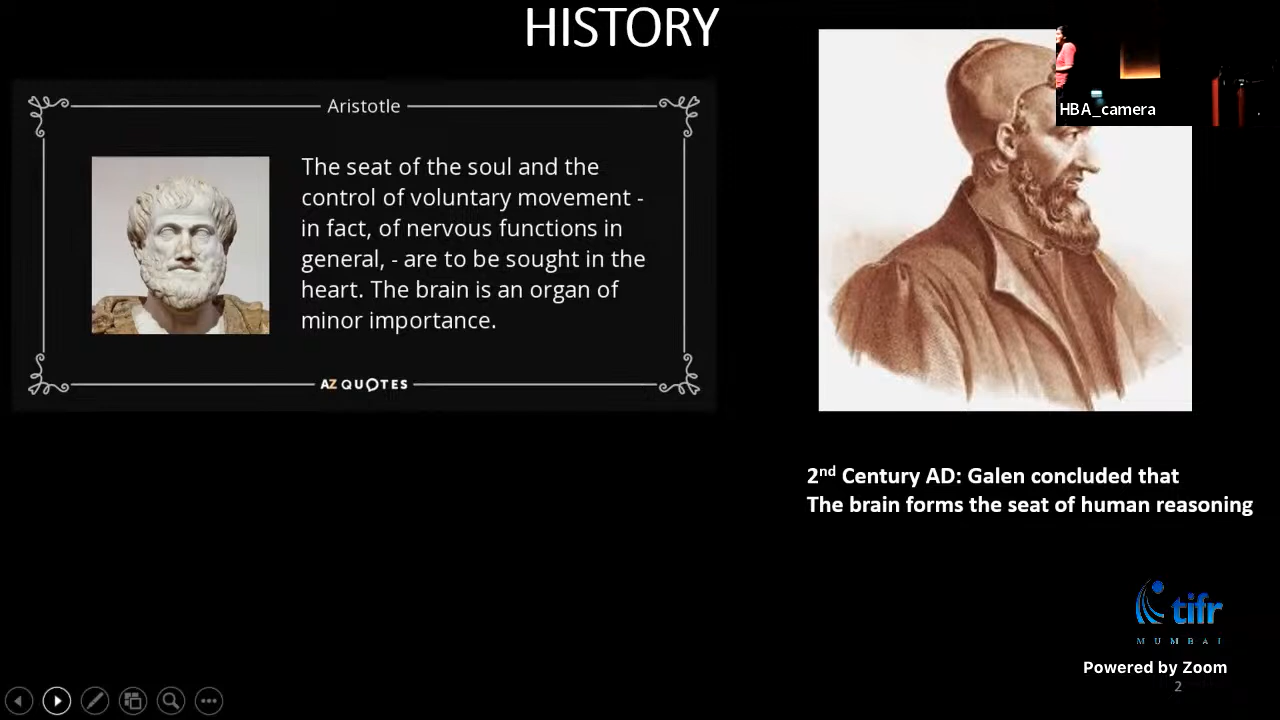 HISTORY
Aristotle
The seat of the soul and the
control of voluntary movement -
in fact, of nervous functions in
general, - are to be sought in the
heart. The brain is an organ of
minor importance.
AZ QUOTES
HBA_camera
2nd Century AD: Galen concluded that
The brain forms the seat of human reasoning
tifr
MUMBAI
Powered by Zoom
2